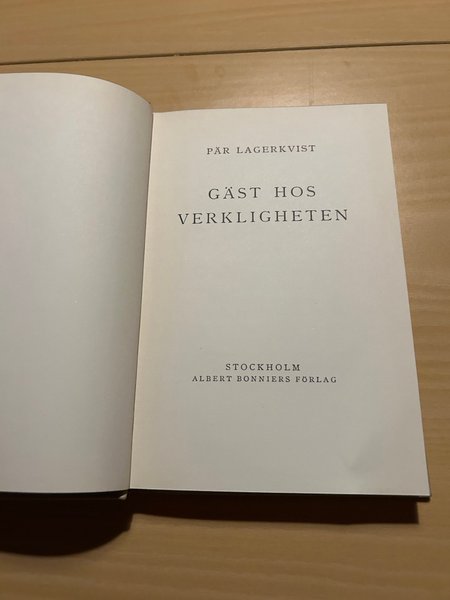 PÄR LAGERKVIST
GÄST HOS
VERKLIGHETEN
STOCKHOLM
ALBERT BONNIERS FÖRLAG